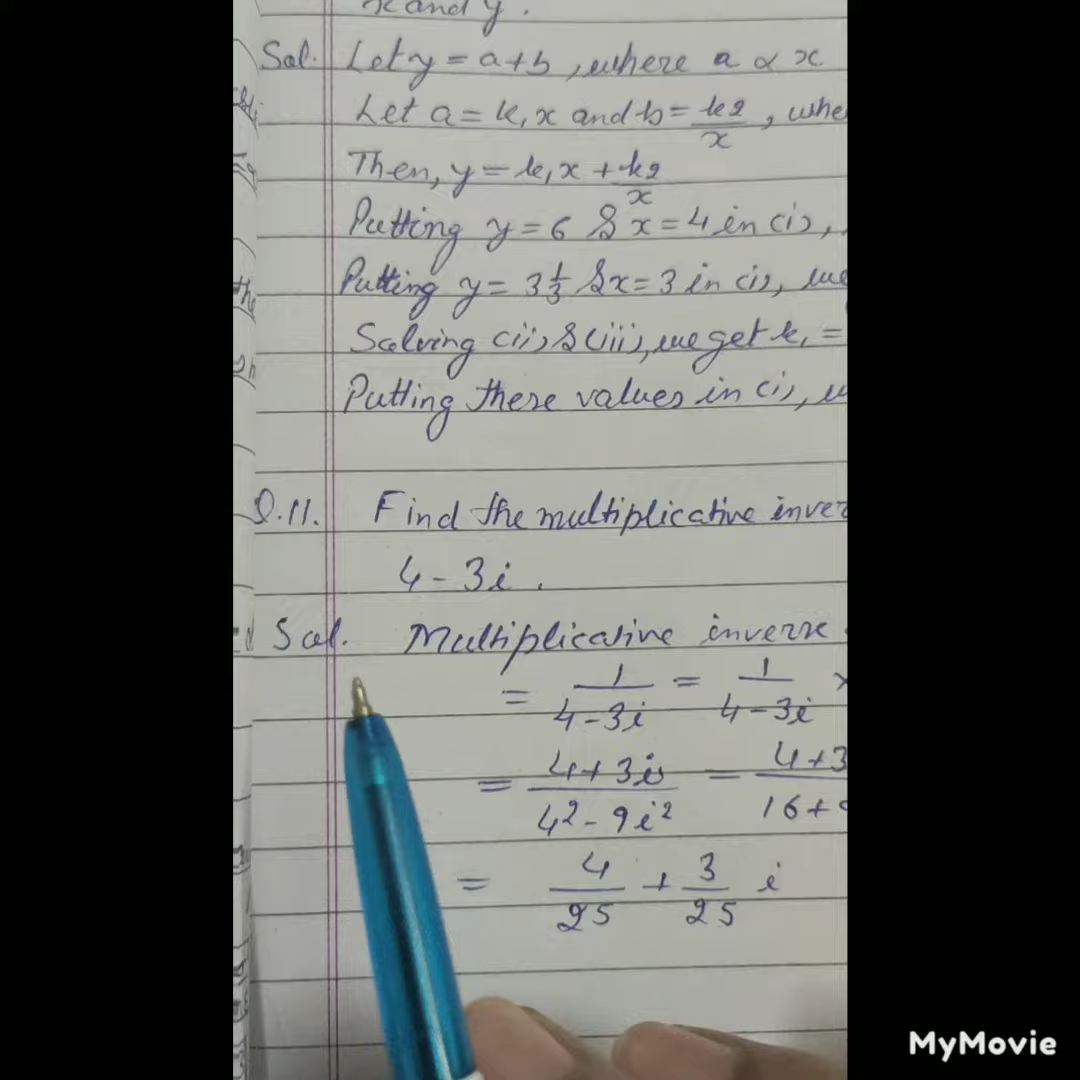 x and y.
Sol. Let y = a + b, where a ∝ x
Let a = k₁x and b = k2/x, whe
Then, y = k₁x + k2/x
Putting y = 6 & x = 4 in (i),
Putting y = 3 1/3 & x = 3 in (i), we
Solving (ii) & (iii), we get k₁ =
Putting these values in (i), w
Q.11. Find the multiplicative inver
4 - 3i.
Sol. Multiplicative inverse
= 1/(4-3i) = 1/(4-3i) ×
= (4+3i)/(4²-9i²) = 4+3/16+
= 4/25 + 3/25 i
MyMovie